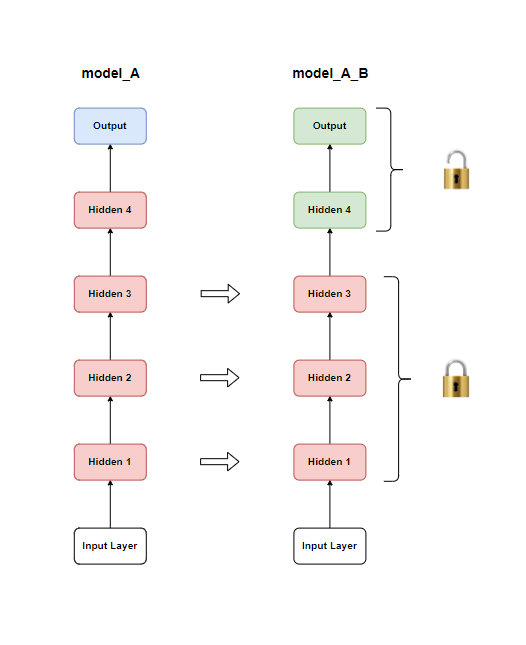 model_A
model_A_B
Output
Output
Hidden 4
Hidden 4
Hidden 3
Hidden 3
Hidden 2
Hidden 2
Hidden 1
Hidden 1
Input Layer
Input Layer